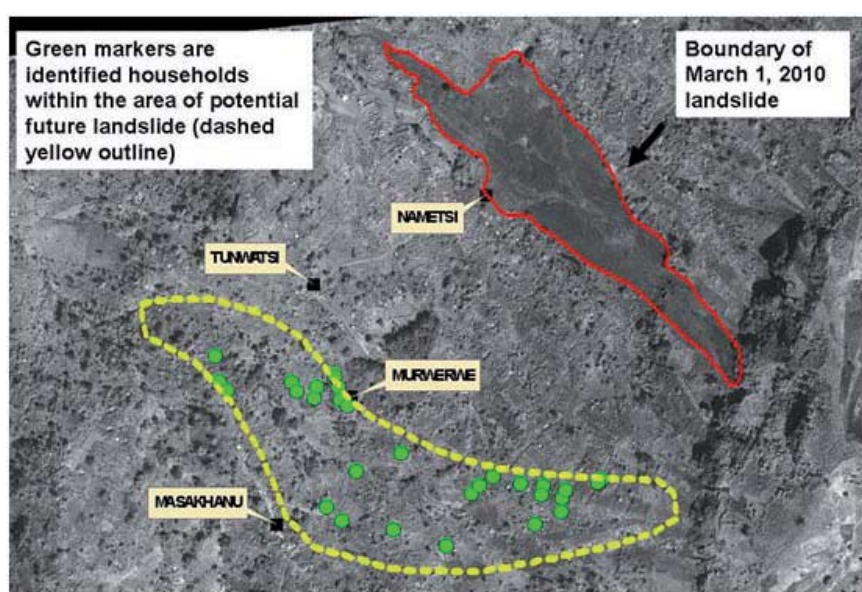 Green markers are
identified households
within the area of potential
future landslide (dashed
yellow outline)
Boundary of
March 1, 2010
landslide
NAMETSI
TUNWATSI
MURWERWE
MASAKHANU